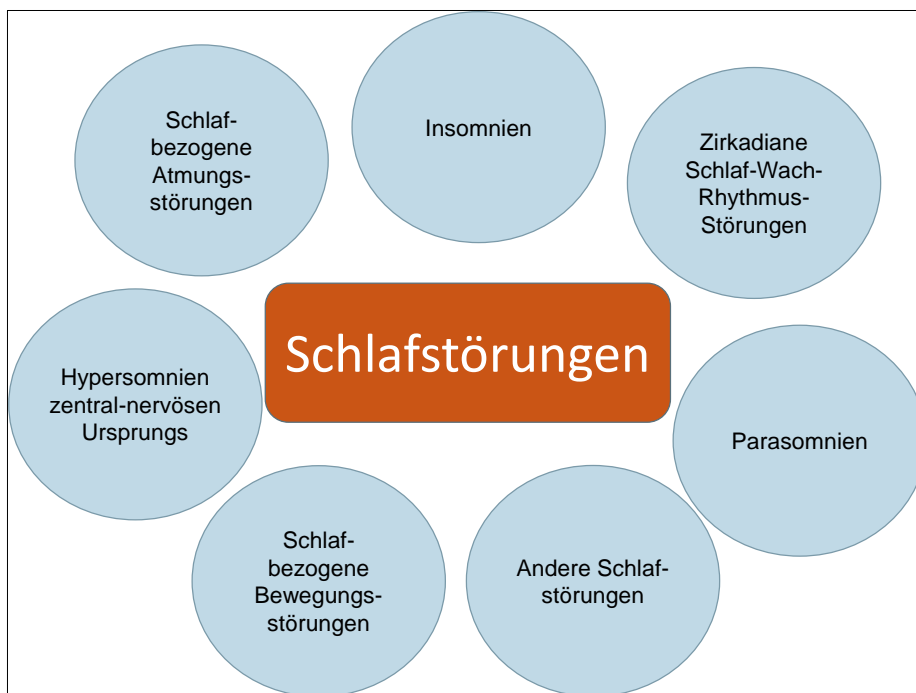 Schlaf-
bezogene
Atmungs-
störungen
Insomnien
Zirkadiane
Schlaf-Wach-
Rhythmus-
Störungen
Schlafstörungen
Hypersomnien
zentral-nervösen
Ursprungs
Parasomnien
Schlaf-
bezogene
Bewegungs-
störungen
Andere Schlaf-
störungen